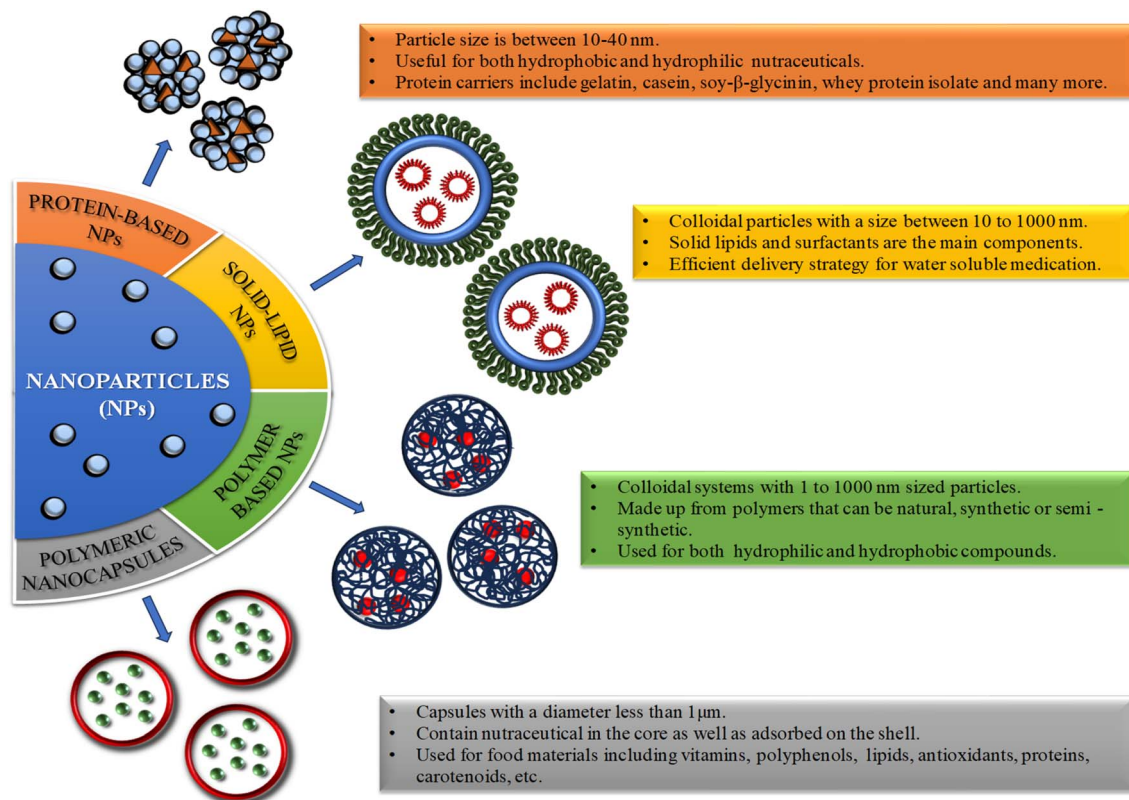 • Particle size is between 10-40 nm.
• Useful for both hydrophobic and hydrophilic nutraceuticals.
• Protein carriers include gelatin, casein, soy-β-glycinin, whey protein isolate and many more.
PROTEIN-BASED
NPs
SOLID-LIPID
NPs
• Colloidal particles with a size between 10 to 1000 nm.
• Solid lipids and surfactants are the main components.
• Efficient delivery strategy for water soluble medication.
NANOPARTICLES
(NPs)
POLYMER
BASED NPs
• Colloidal systems with 1 to 1000 nm sized particles.
• Made up from polymers that can be natural, synthetic or semi -
synthetic.
• Used for both hydrophilic and hydrophobic compounds.
POLYMERIC
NANOCAPSULES
• Capsules with a diameter less than 1μm.
• Contain nutraceutical in the core as well as adsorbed on the shell.
• Used for food materials including vitamins, polyphenols, lipids, antioxidants, proteins,
carotenoids, etc.